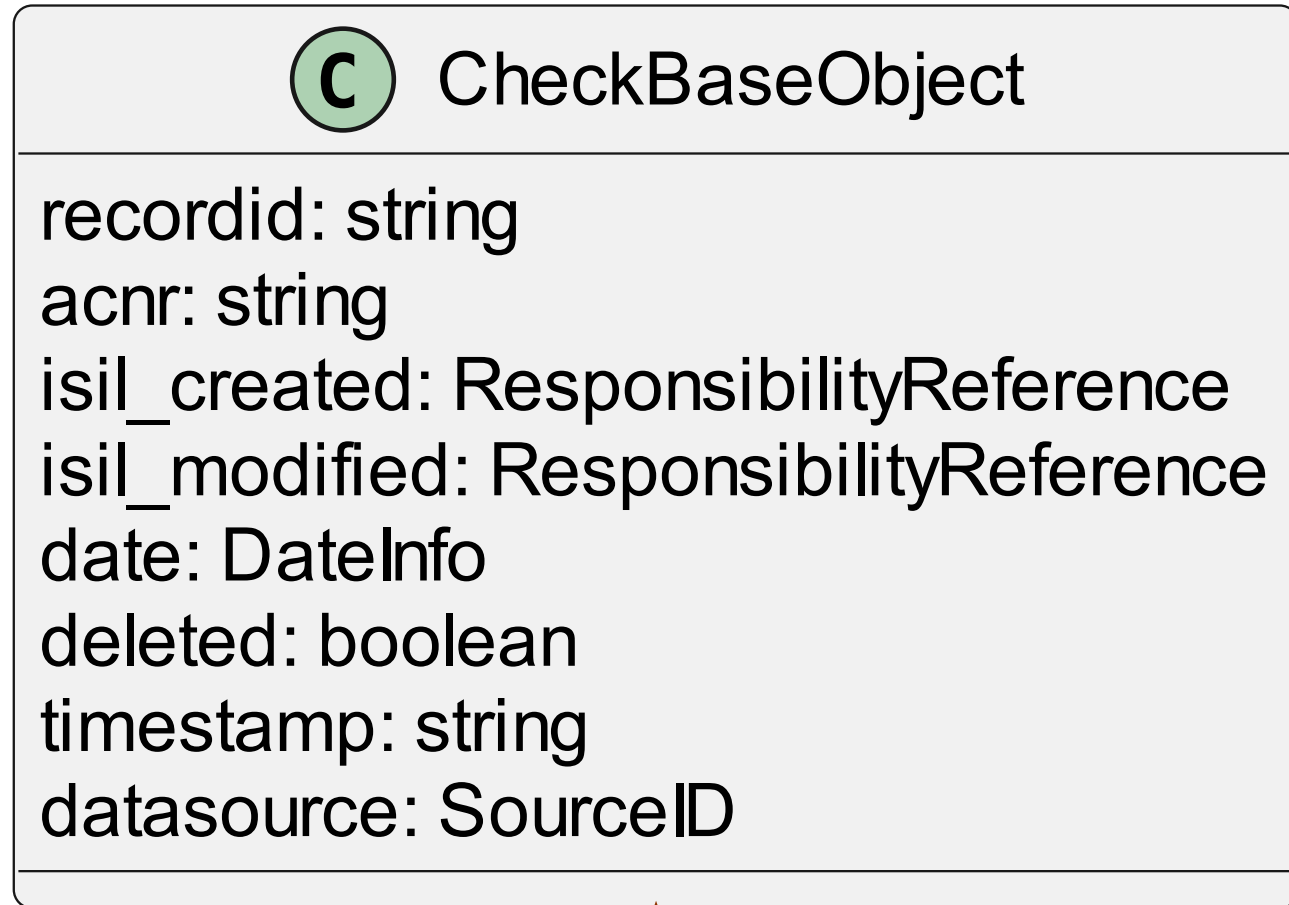 C CheckBaseObject
recordid: string
acnr: string
isil_created: ResponsibilityReference
isil_modified: ResponsibilityReference
date: DateInfo
deleted: boolean
timestamp: string
datasource: SourceID